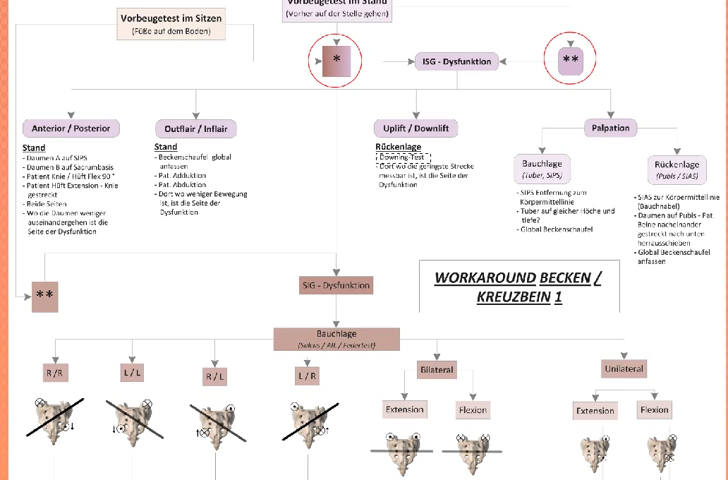 Vorbeugetest im Stand
(Vorher auf der Stelle gehen)
Vorbeugetest im Sitzen
(Füße auf dem Boden)
*
ISG - Dysfunktion
**
Anterior / Posterior
Outflair / Inflair
Uplift / Downlift
Palpation
Stand
- Daumen A auf SIPS
- Daumen B auf Sacrumbasis
- Patient Knie / Hüft Flex 90 °
- Patient Hüft Extension - Knie
gestreckt
- Beide Seiten
- Wo die Daumen weniger
auseinandergehen ist die
Seite der Dysfunktion
Stand
- Beckenschaufel global
anfassen
- Pat. Adduktion
- Pat. Abduktion
- Dort wo weniger Bewegung
ist, ist die Seite der
Dysfunktion
Rückenlage
- Downing-Test
- Dort wo die geringste Strecke
messbar ist, ist die Seite der
Dysfunktion
Bauchlage
(Tuber, SIPS)
- SIPS Entfernung zum
Körpermittellinie
- Tuber auf gleicher Höche und
tiefe?
- Global Beckenschaufel
Rückenlage
(Pubis / SIAS)
- SIAS zur Körpermittellinie
(Bauchnabel)
- Daumen auf Pubis - Pat.
Beine nacheinander
gestreckt nach unten
herrausschieben
- Global Beckenschaufel
anfassen
**
SIG - Dysfunktion
WORKAROUND BECKEN /
KREUZBEIN 1
Bauchlage
(Sulcus / AIL / Federtest)
R / R
L / L
R / L
L / R
Bilateral
Unilateral
Extension
Flexion
Extension
Flexion